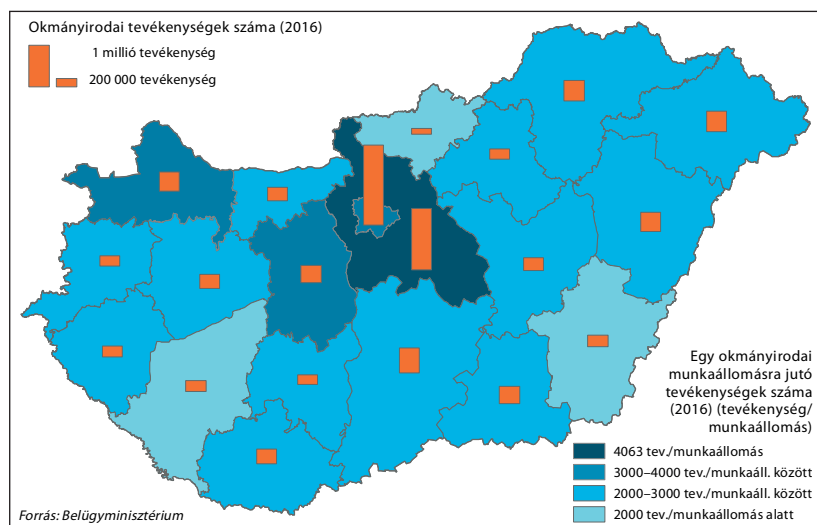 Okmányirodai tevékenységek száma (2016)
1 millió tevékenység
200 000 tevékenység
Egy okmányirodai
munkaállomásra jutó
tevékenységek száma
(2016) (tevékenység/
munkaállomás)
4063 tev./munkaállomás
3000–4000 tev./munkaáll. között
2000–3000 tev./munkaáll. között
2000 tev./munkaállomás alatt
Forrás: Belügyminisztérium